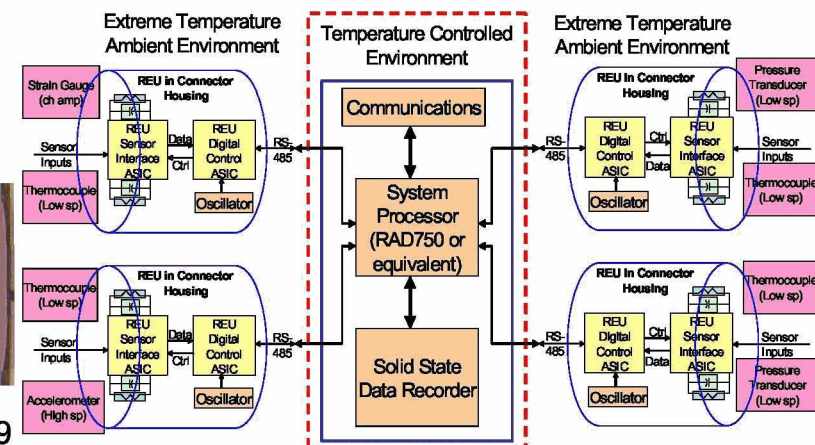 Extreme Temperature
Ambient Environment
Temperature Controlled
Environment
Extreme Temperature
Ambient Environment
Strain Gauge
(ch amp)
REU in Connector
Housing
REU
Sensor
Interface
ASIC
Data
Ctrl
REU
Digital
Control
ASIC
RS-
485
Sensor
Inputs
Thermocouple
(Low sp)
Oscillator
Thermocouple
(Low sp)
REU in Connector
Housing
REU
Sensor
Interface
ASIC
Data
Ctrl
REU
Digital
Control
ASIC
RS-
485
Sensor
Inputs
Accelerometer
(High sp)
Oscillator
Communications
System
Processor
(RAD750 or
equivalent)
Solid State
Data Recorder
REU in Connector
Housing
Pressure
Transducer
(Low sp)
RS-
485
REU
Digital
Control
ASIC
Ctrl
Data
REU
Sensor
Interface
ASIC
Sensor
Inputs
Oscillator
Thermocouple
(Low sp)
REU in Connector
Housing
Thermocouple
(Low sp)
RS-
485
REU
Digital
Control
ASIC
Ctrl
Data
REU
Sensor
Interface
ASIC
Sensor
Inputs
Oscillator
Pressure
Transducer
(Low sp)
9